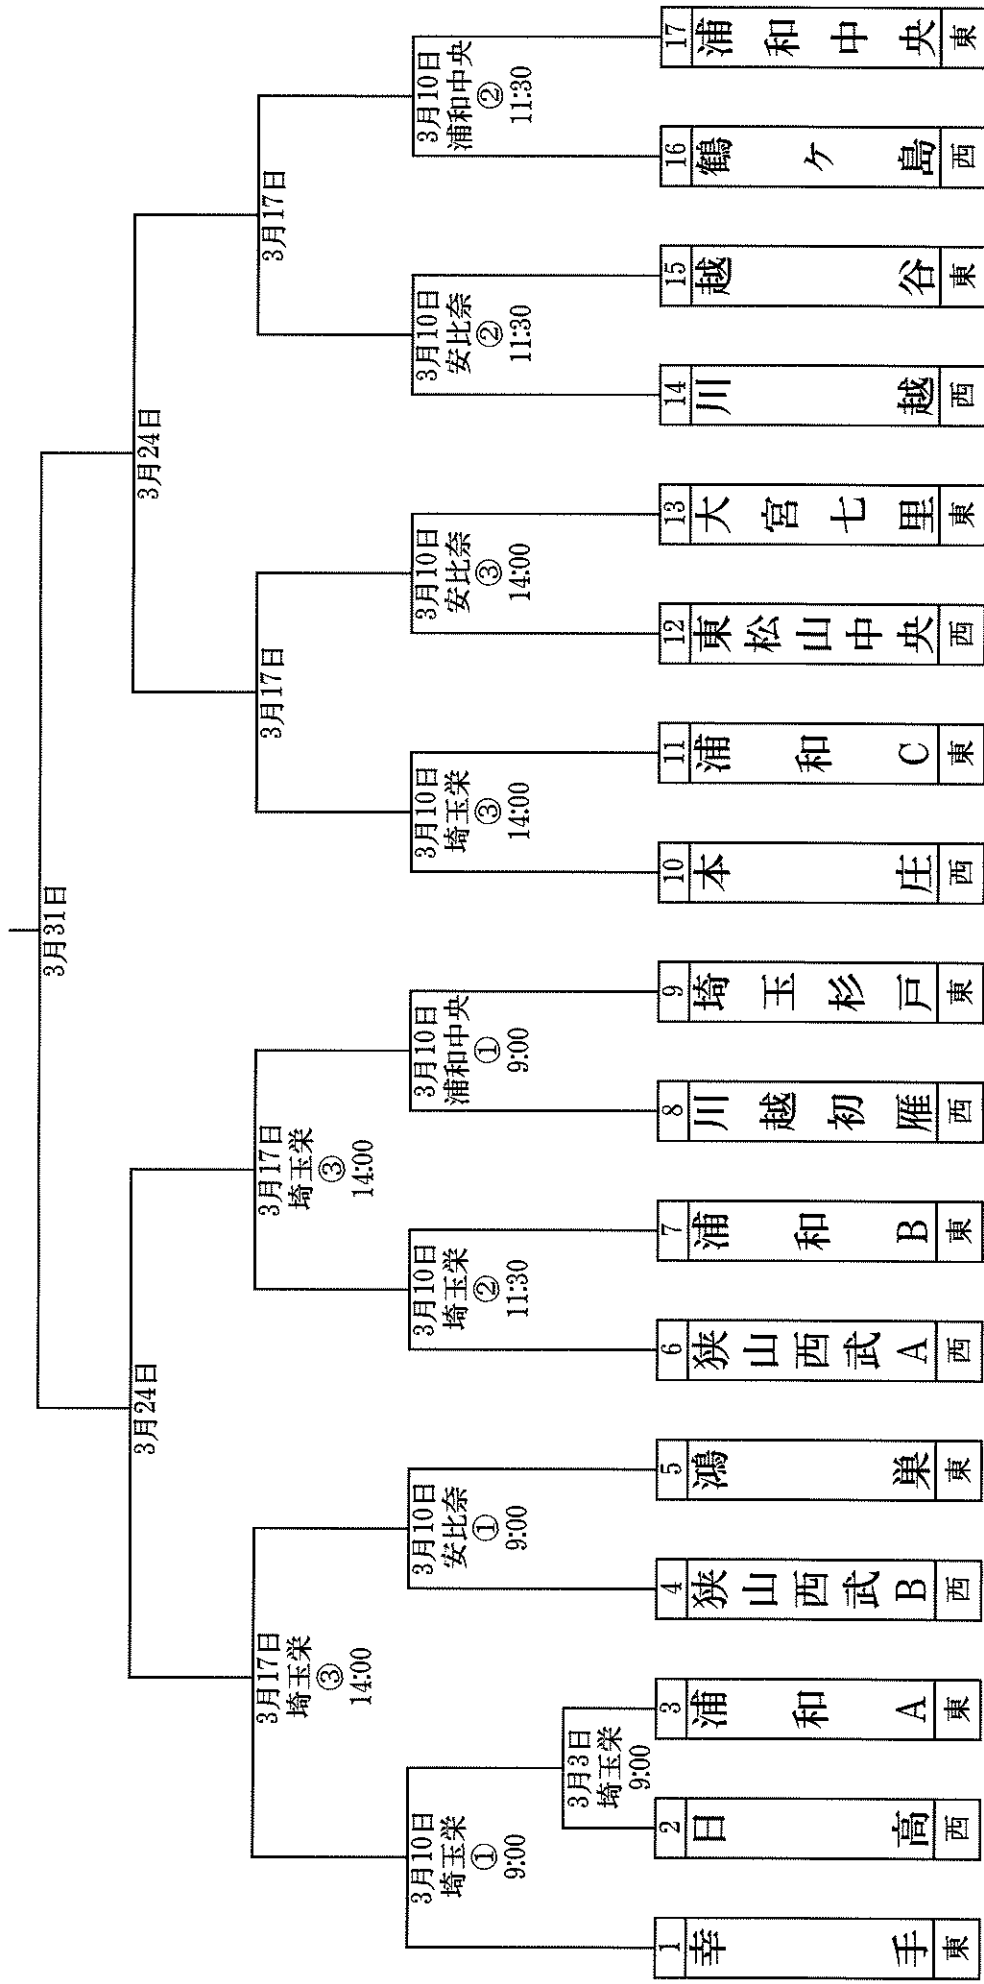 3月31日
3月24日
3月24日
3月17日
埼玉栄
③
14:00
3月17日
埼玉栄
③
14:00
3月17日
3月17日
3月10日
埼玉栄
①
9:00
3月10日
安比奈
①
9:00
3月10日
埼玉栄
②
11:30
3月10日
浦和中央
①
9:00
3月10日
埼玉栄
③
14:00
3月10日
安比奈
③
14:00
3月10日
安比奈
②
11:30
3月10日
浦和中央
②
11:30
3月3日
埼玉栄
9:00
1
幸手
東
2
日高
西
3
浦和A
東
4
狭山西武B
西
5
鴻巣
東
6
狭山西武A
西
7
浦和B
東
8
川越初雁
西
9
埼玉杉戸
東
10
本庄
西
11
浦和C
東
12
東松山中央
西
13
大宮七里
東
14
川越
西
15
越谷
東
16
鶴ヶ島
西
17
浦和中央
東